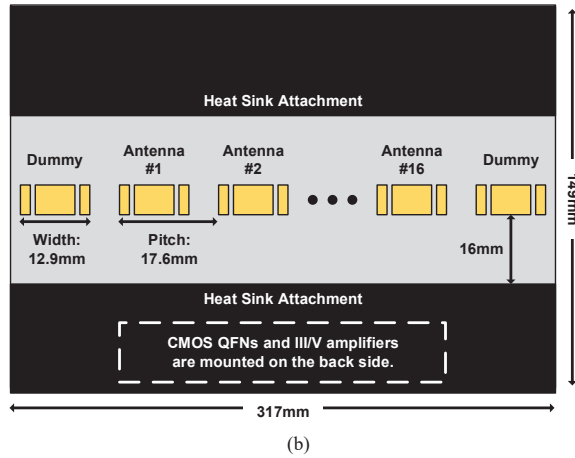 Heat Sink Attachment
Dummy
Antenna
#1
Antenna
#2
Antenna
#16
Dummy
Width:
12.9mm
Pitch:
17.6mm
16mm
149mm
Heat Sink Attachment
CMOS QFNs and III/V amplifiers
are mounted on the back side.
317mm
(b)